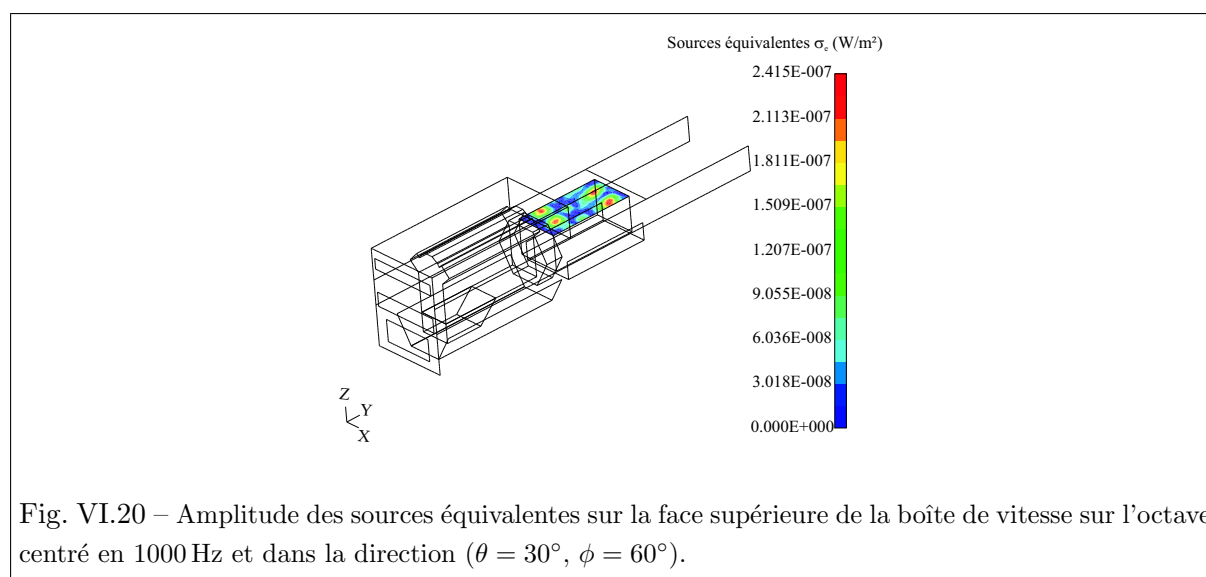 Sources équivalentes σₑ (W/m²)
2.415E-007
2.113E-007
1.811E-007
1.509E-007
1.207E-007
9.055E-008
6.036E-008
3.018E-008
0.000E+000
Z
Y
X
Fig. VI.20 – Amplitude des sources équivalentes sur la face supérieure de la boîte de vitesse sur l'octave
centré en 1000 Hz et dans la direction (θ = 30°, ϕ = 60°).